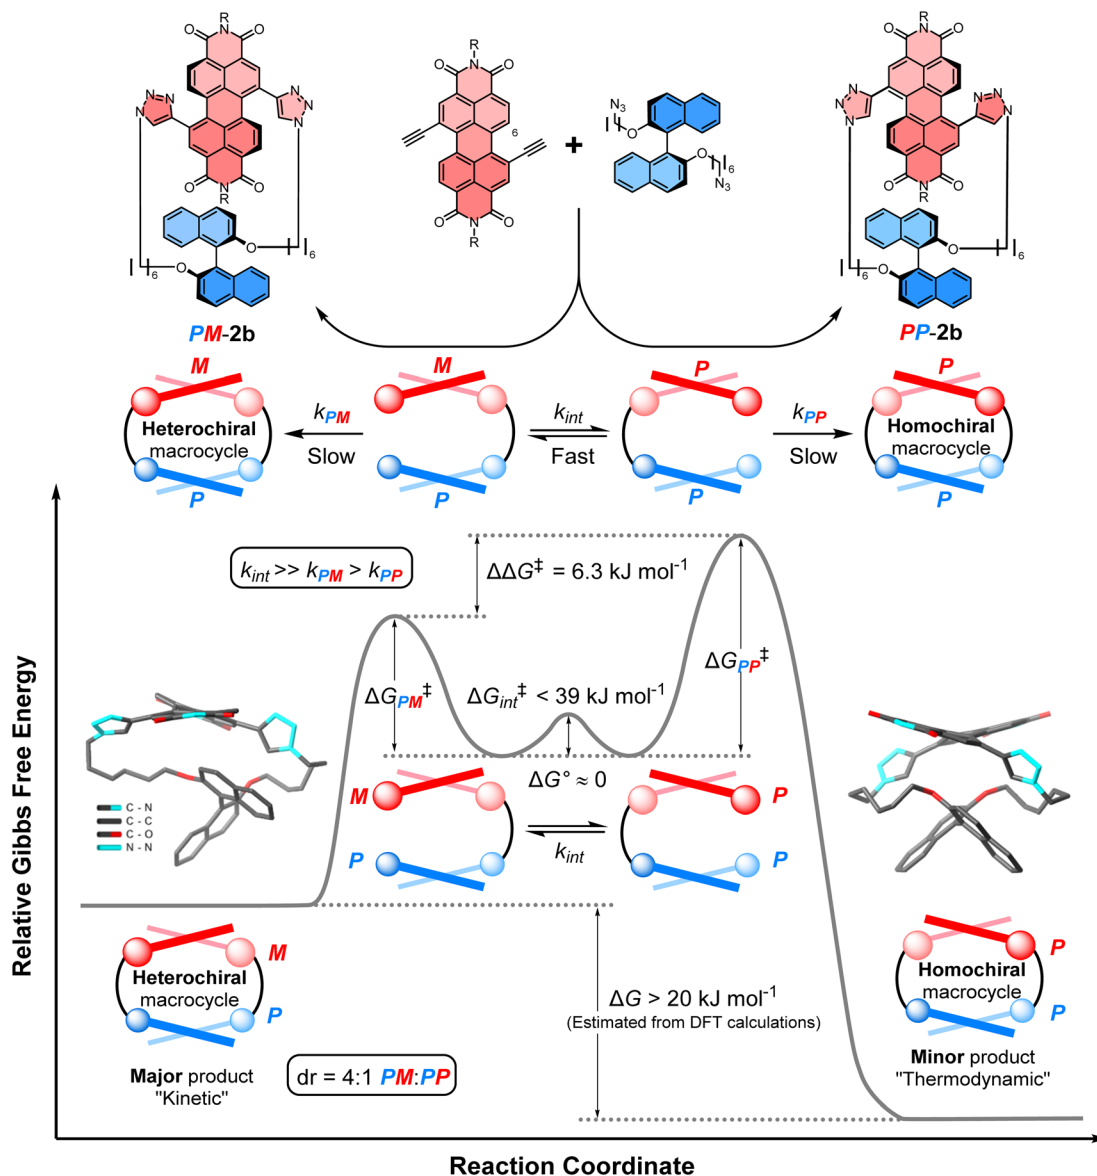 R
N
O O
N N
N
N
N
N
O O
N
R
6
O
O
6
PM-2b
R
N
O O
6
O O
N
R
+
N3
O
O
6
N3
R
N
O O
N N
N
N
N
N
O O
N
R
O
6
O
6
PP-2b
M
Heterochiral
macrocycle
P
kPM
Slow
M
P
kint
Fast
P
P
kPP
Slow
P
Homochiral
macrocycle
P
kint >> kPM > kPP
ΔΔG‡ = 6.3 kJ mol-1
ΔGPM‡
ΔGint‡ < 39 kJ mol-1
ΔGPP‡
ΔG° ≈ 0
C - N
C - C
C - O
N - N
M
P
kint
P
P
Heterochiral
macrocycle
M
P
Major product
"Kinetic"
dr = 4:1 PM:PP
ΔG > 20 kJ mol-1
(Estimated from DFT calculations)
Homochiral
macrocycle
P
P
Minor product
"Thermodynamic"
Relative Gibbs Free Energy
Reaction Coordinate